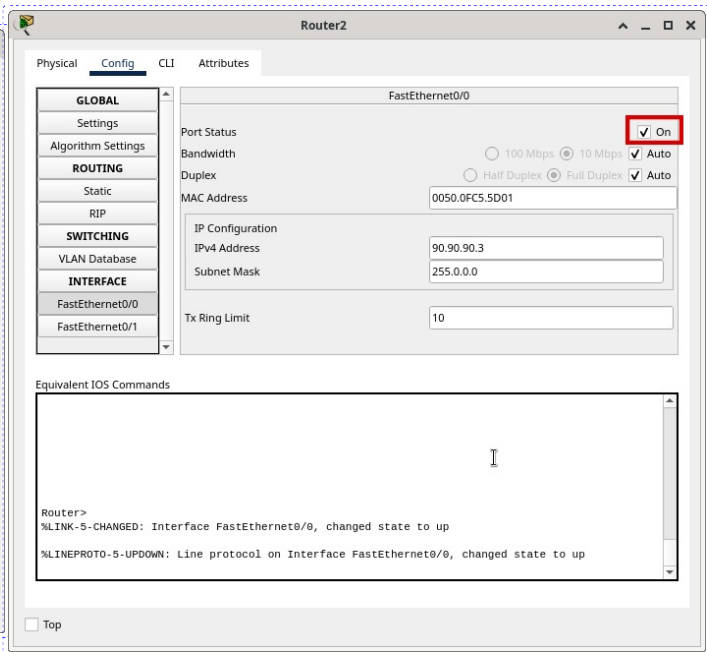 Router2
Physical Config CLI Attributes
GLOBAL
Settings
Algorithm Settings
ROUTING
Static
RIP
SWITCHING
VLAN Database
INTERFACE
FastEthernet0/0
FastEthernet0/1
FastEthernet0/0
Port Status On
Bandwidth 100 Mbps 10 Mbps Auto
Duplex Half Duplex Full Duplex Auto
MAC Address 0050.0FC5.5D01
IP Configuration
IPv4 Address 90.90.90.3
Subnet Mask 255.0.0.0
Tx Ring Limit 10
Equivalent IOS Commands
Router>
%LINK-5-CHANGED: Interface FastEthernet0/0, changed state to up
%LINEPROTO-5-UPDOWN: Line protocol on Interface FastEthernet0/0, changed state to up
Top